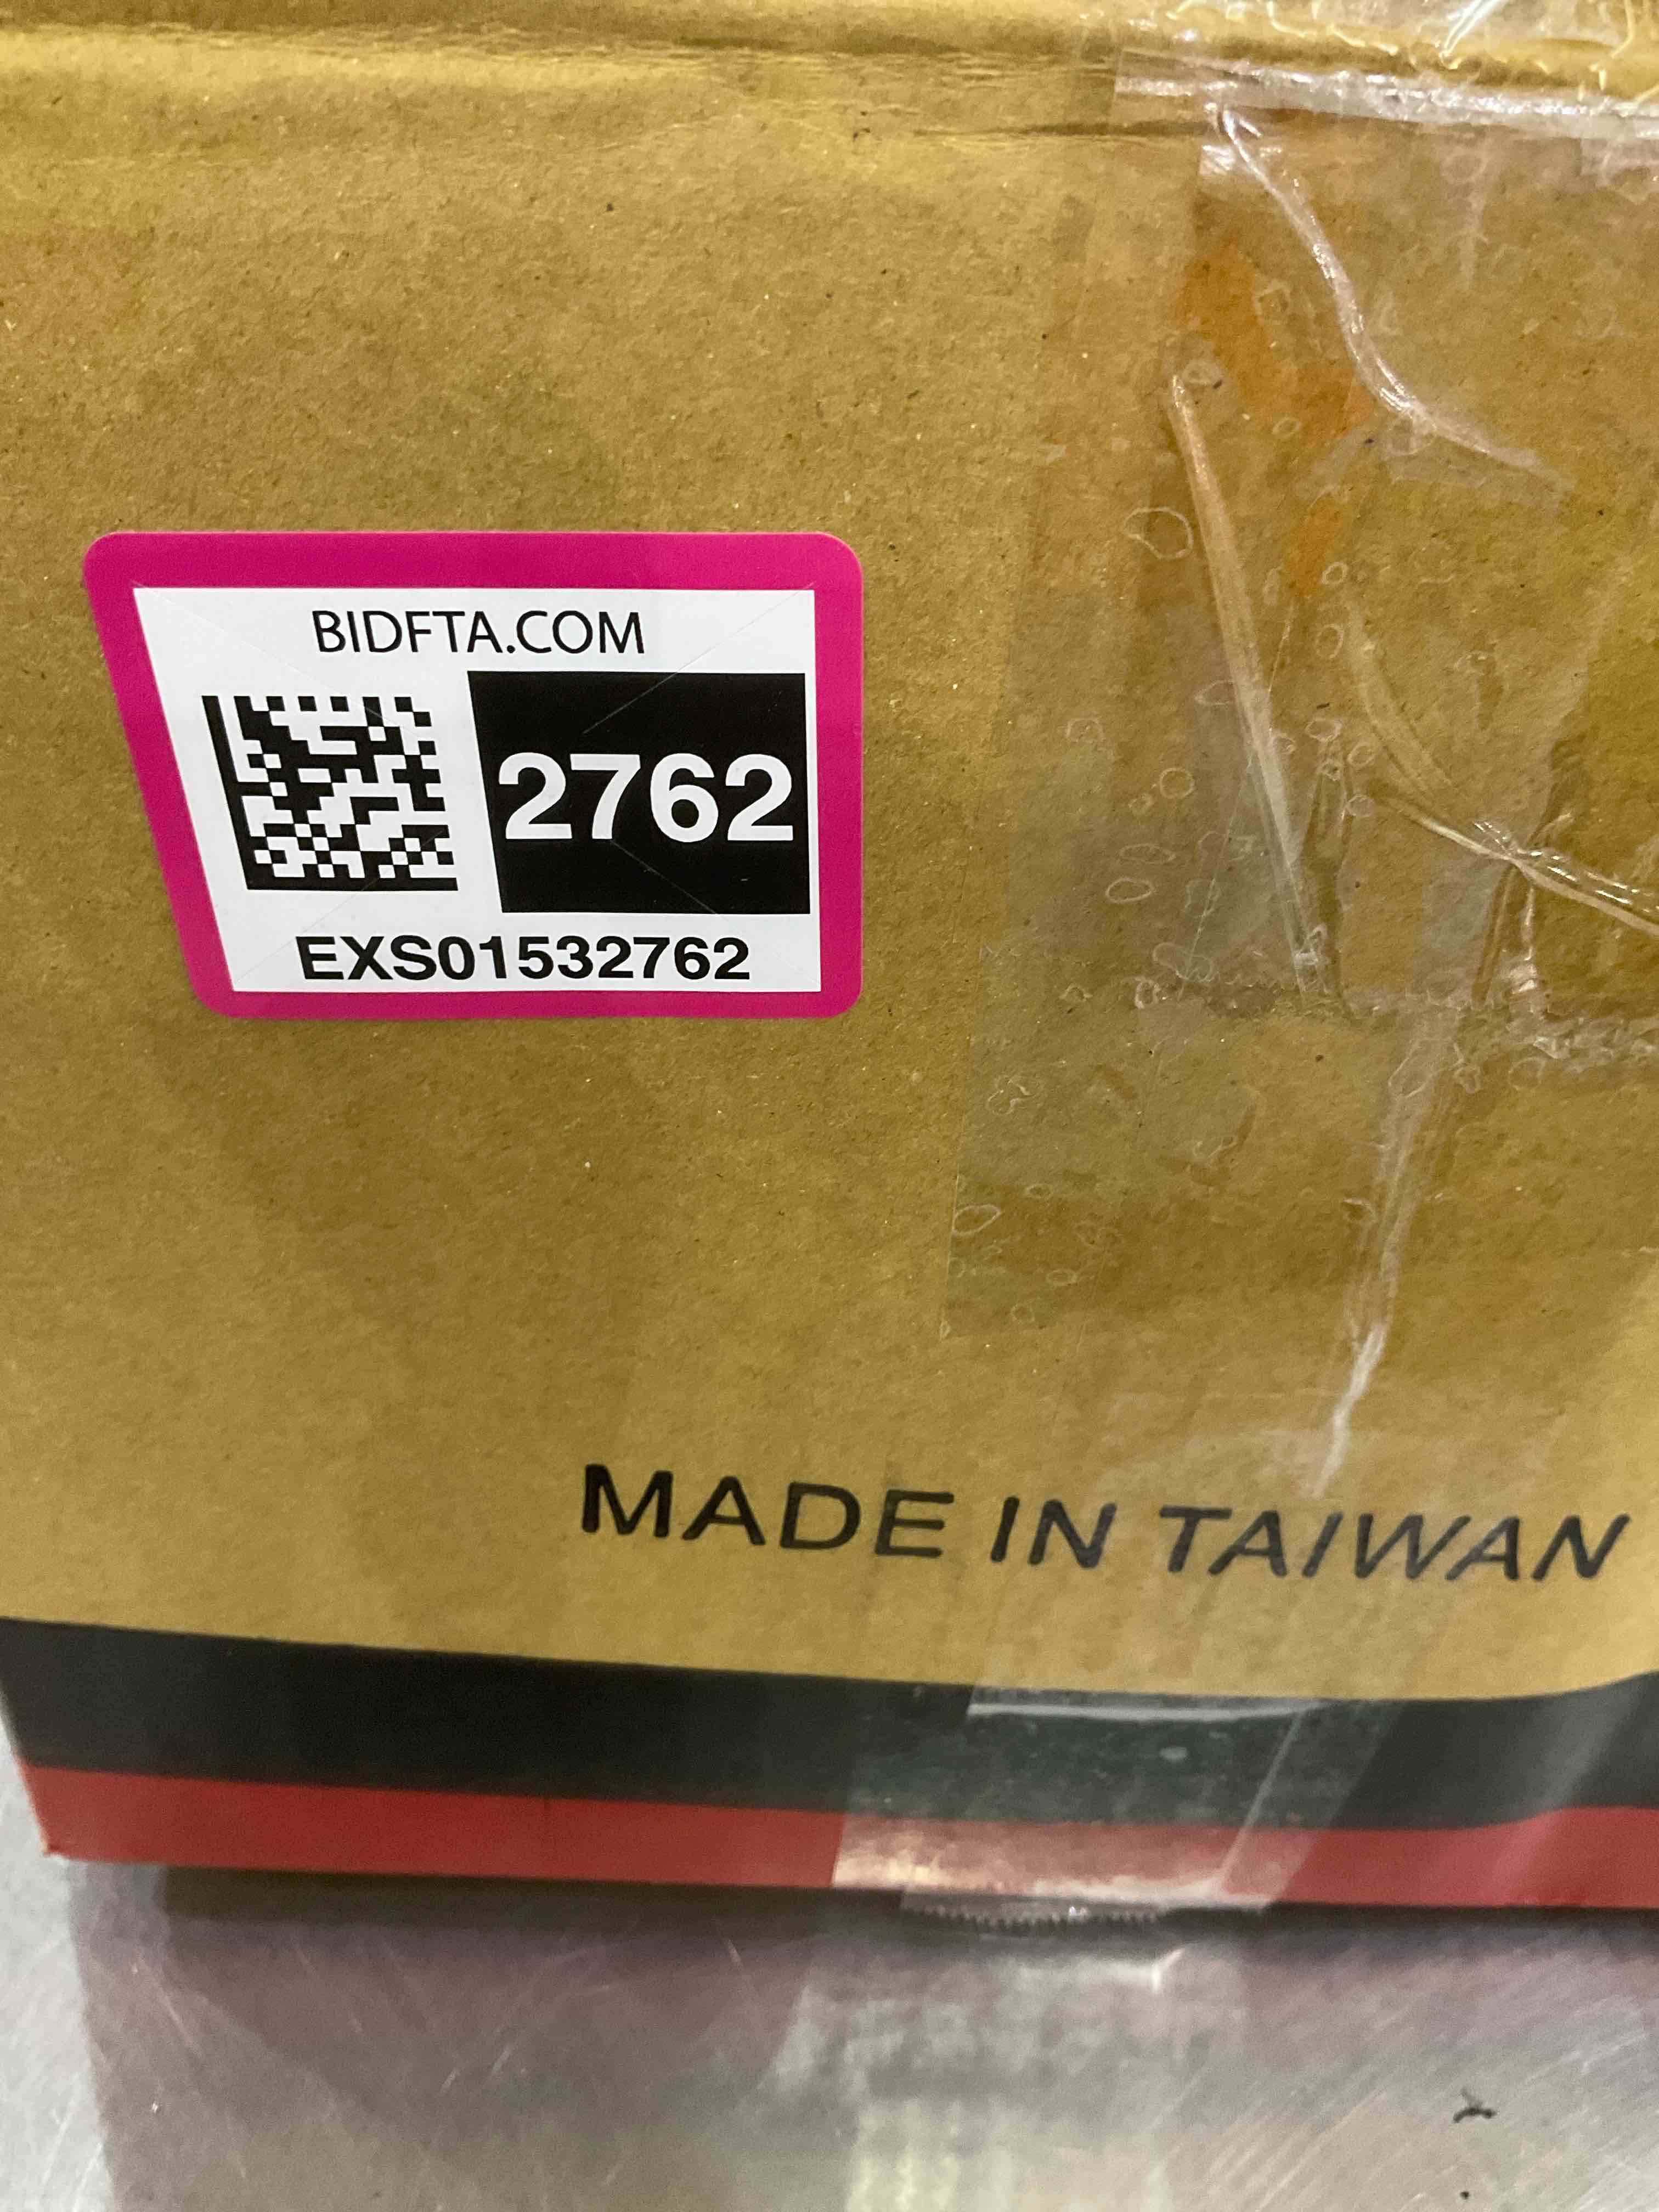 BIDFTA.COM
2762
EXS01532762
MADE IN TAIWAN